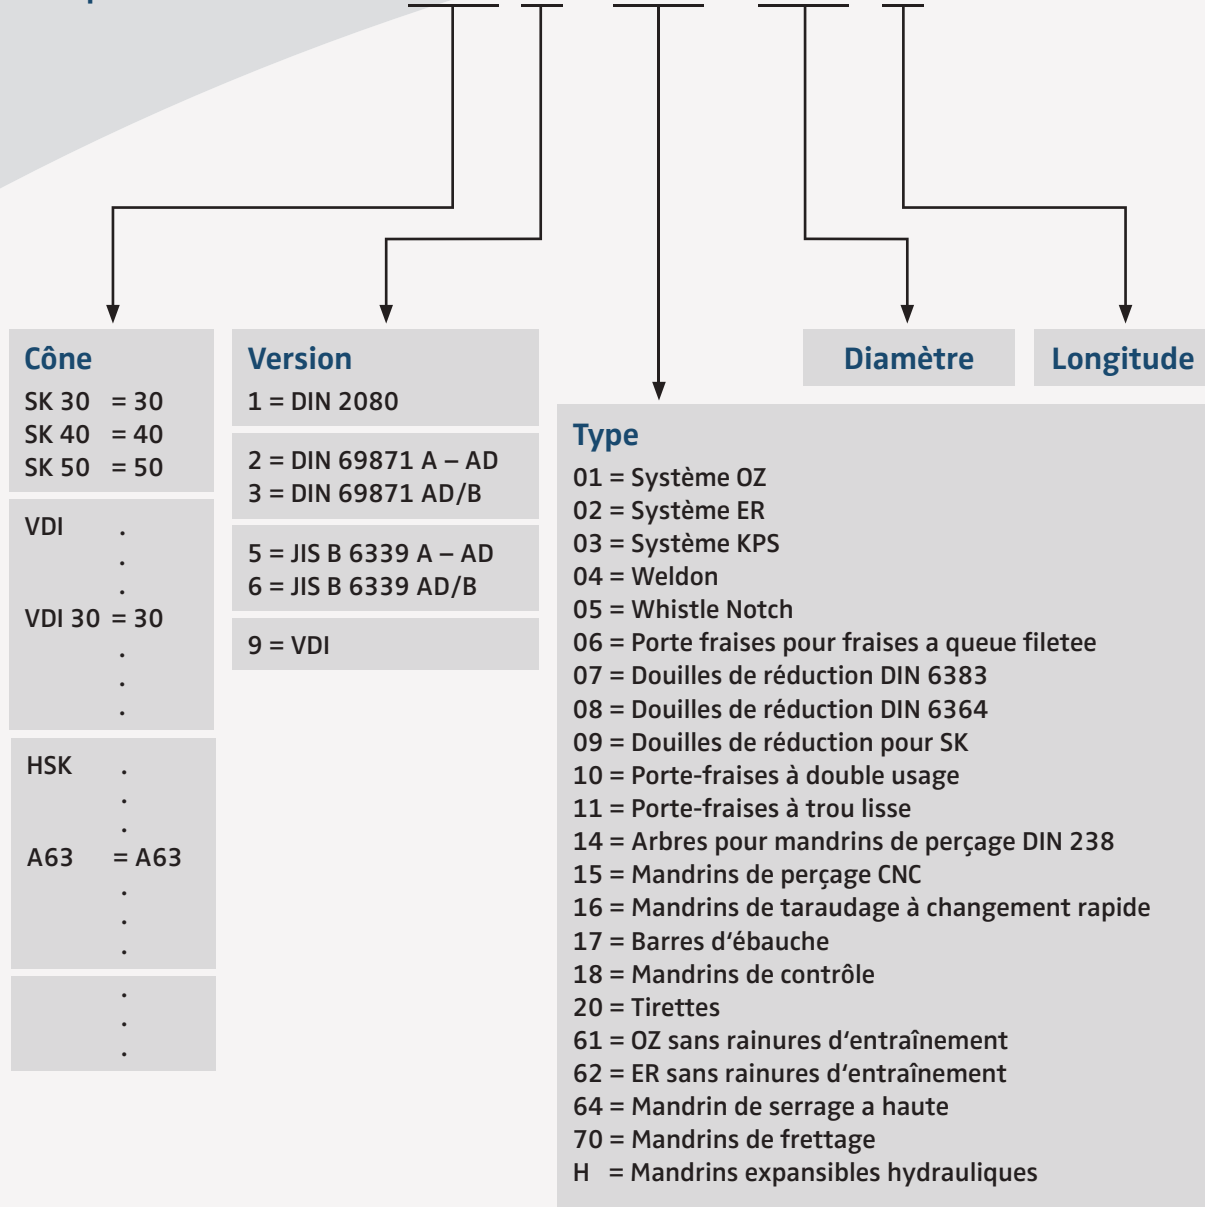 Cône
SK 30 = 30
SK 40 = 40
SK 50 = 50
VDI .
.
.
VDI 30 = 30
.
.
.
HSK .
.
.
A63 = A63
.
.
.
.
.
.
Version
1 = DIN 2080
2 = DIN 69871 A – AD
3 = DIN 69871 AD/B
5 = JIS B 6339 A – AD
6 = JIS B 6339 AD/B
9 = VDI
Type
01 = Système OZ
02 = Système ER
03 = Système KPS
04 = Weldon
05 = Whistle Notch
06 = Porte fraises pour fraises a queue filetee
07 = Douilles de réduction DIN 6383
08 = Douilles de réduction DIN 6364
09 = Douilles de réduction pour SK
10 = Porte-fraises à double usage
11 = Porte-fraises à trou lisse
14 = Arbres pour mandrins de perçage DIN 238
15 = Mandrins de perçage CNC
16 = Mandrins de taraudage à changement rapide
17 = Barres d‘ébauche
18 = Mandrins de contrôle
20 = Tirettes
61 = OZ sans rainures d‘entraînement
62 = ER sans rainures d‘entraînement
64 = Mandrin de serrage a haute
70 = Mandrins de frettage
H = Mandrins expansibles hydrauliques
Diamètre
Longitude